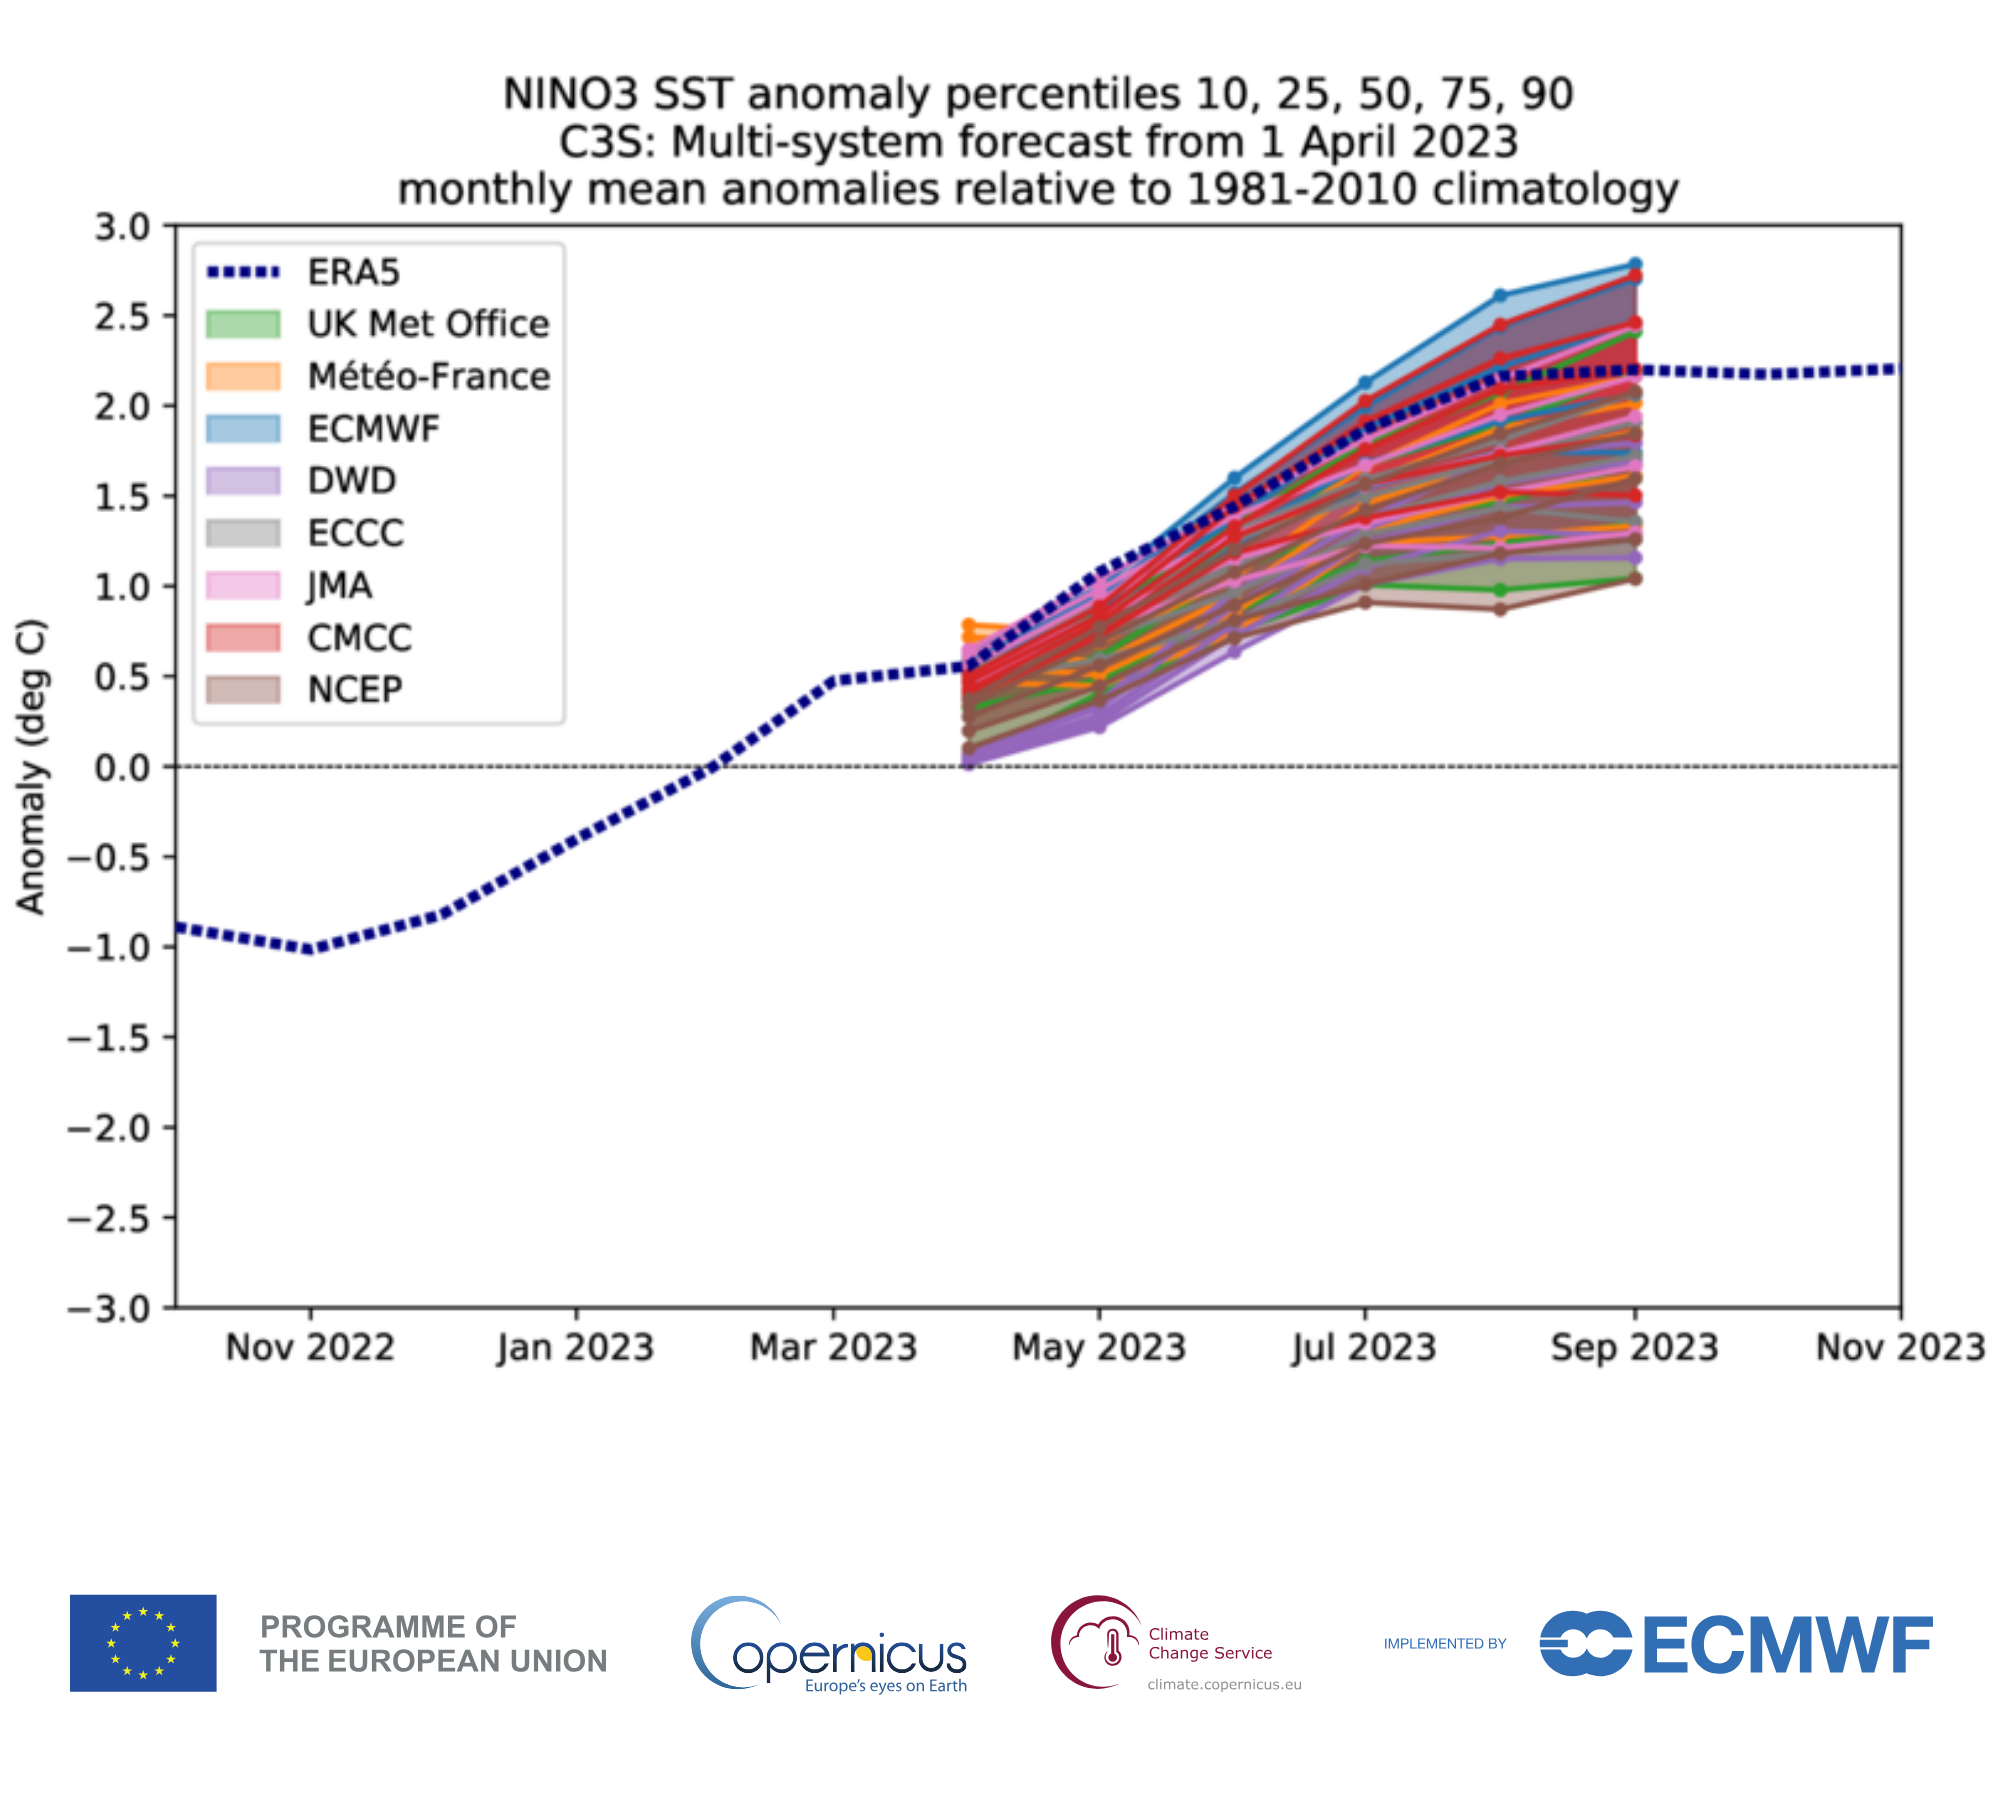 NINO3 SST anomaly percentiles 10, 25, 50, 75, 90
C3S: Multi-system forecast from 1 April 2023
monthly mean anomalies relative to 1981-2010 climatology
3.0
2.5
2.0
1.5
1.0
0.5
0.0
−0.5
−1.0
−1.5
−2.0
−2.5
−3.0
Anomaly (deg C)
ERA5
UK Met Office
Météo-France
ECMWF
DWD
ECCC
JMA
CMCC
NCEP
Nov 2022 Jan 2023 Mar 2023 May 2023 Jul 2023 Sep 2023 Nov 2023
PROGRAMME OF
THE EUROPEAN UNION
opernicus
Europe's eyes on Earth
Climate
Change Service
climate.copernicus.eu
IMPLEMENTED BY
ECMWF